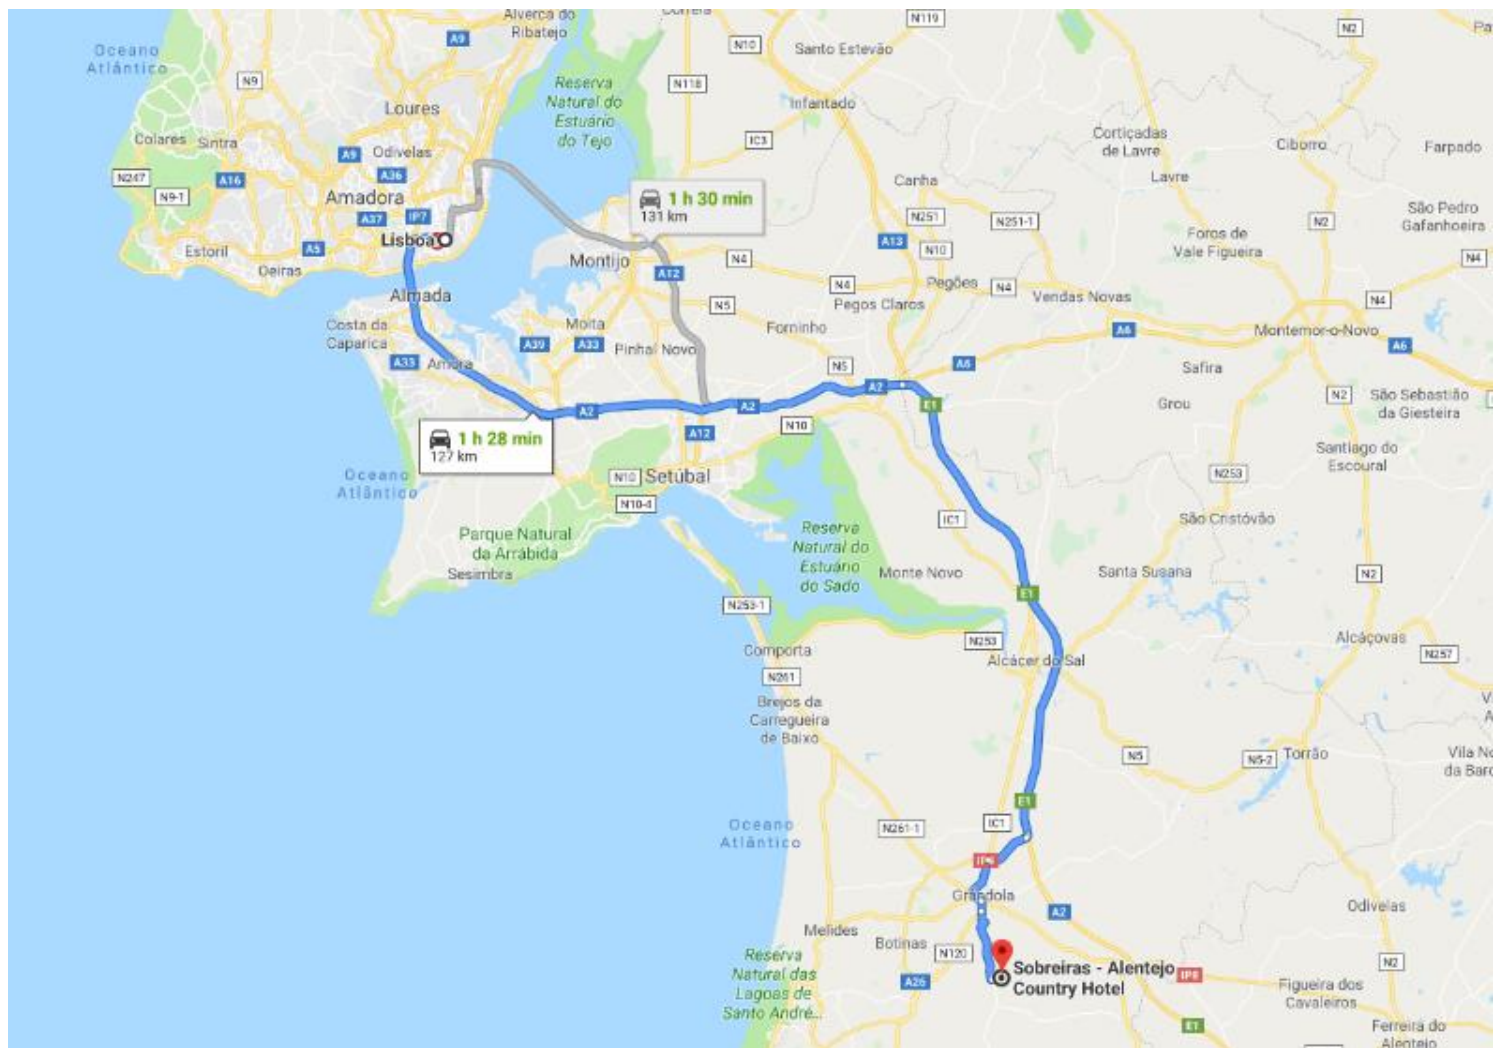 Alverca do
Ribatejo
N119
N2
Oceano
Atlântico
A9
N10
Santo Estevão
N9
Reserva
Natural do
Estuário
do Tejo
N118
Loures
Infantado
Colares
Sintra
A9
Odivelas
IC3
Cortiçadas
de Lavre
Ciborro
Farpado
N247
A16
A36
N9-1
Amadora
1 h 30 min
131 km
Canha
Lavre
A37
IP7
N251
N251-1
N2
São Pedro
Gafanhoeira
Estoril
A5
Lisboa
A13
N10
Foros de
Vale Figueira
Oeiras
Montijo
A12
N4
N4
Almada
N4
Pegões
N4
Vendas Novas
N4
Costa da
Caparica
Moita
N5
Pegos Claros
Forninho
A6
Montemor-o-Novo
A39
A33
Pinhal Novo
A6
A33
Amora
N5
A6
Safira
A2
A2
A2
E1
Grou
N2
São Sebastião
da Giesteira
1 h 28 min
127 km
A12
N10
Santiago do
Escoural
Oceano
Atlântico
N10
Setúbal
N253
N10-4
IC1
São Cristóvão
Parque Natural
da Arrábida
Reserva
Natural do
Estuário
do Sado
Sesimbra
Monte Novo
Santa Susana
N2
E1
N253-1
N253
Alcáçovas
Comporta
Alcácer do Sal
N257
N261
Brejos da
Carregueira
de Baixo
N5
N5-2
Torrão
E1
Oceano
Atlântico
N261-1
IC1
Grândola
A2
Odivelas
Melides
Botinas
N120
Reserva
Natural das
Lagoas de
Santo André...
Sobreiras - Alentejo
Country Hotel
IP8
N2
A26
Figueira dos
Cavaleiros
E1
Ferreira do
Alentejo